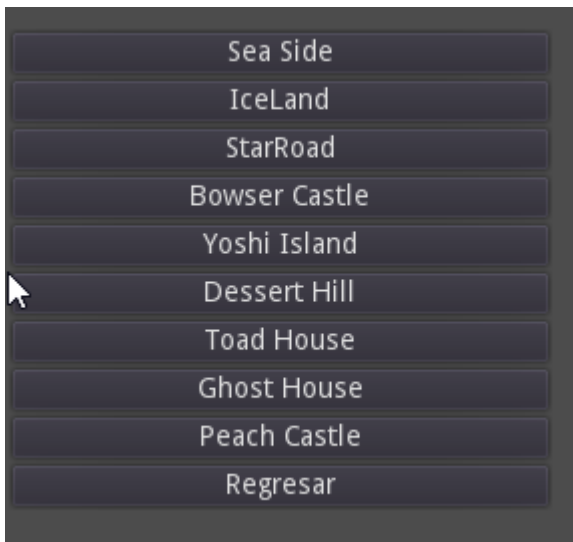 Sea Side
IceLand
StarRoad
Bowser Castle
Yoshi Island
Dessert Hill
Toad House
Ghost House
Peach Castle
Regresar